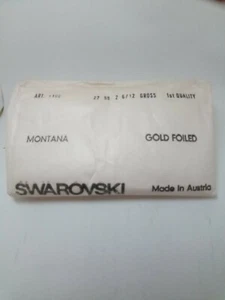 ART
GROSS 1st QUALITY
MONTANA GOLD FOILED
SWAROVSKI Made in Austria